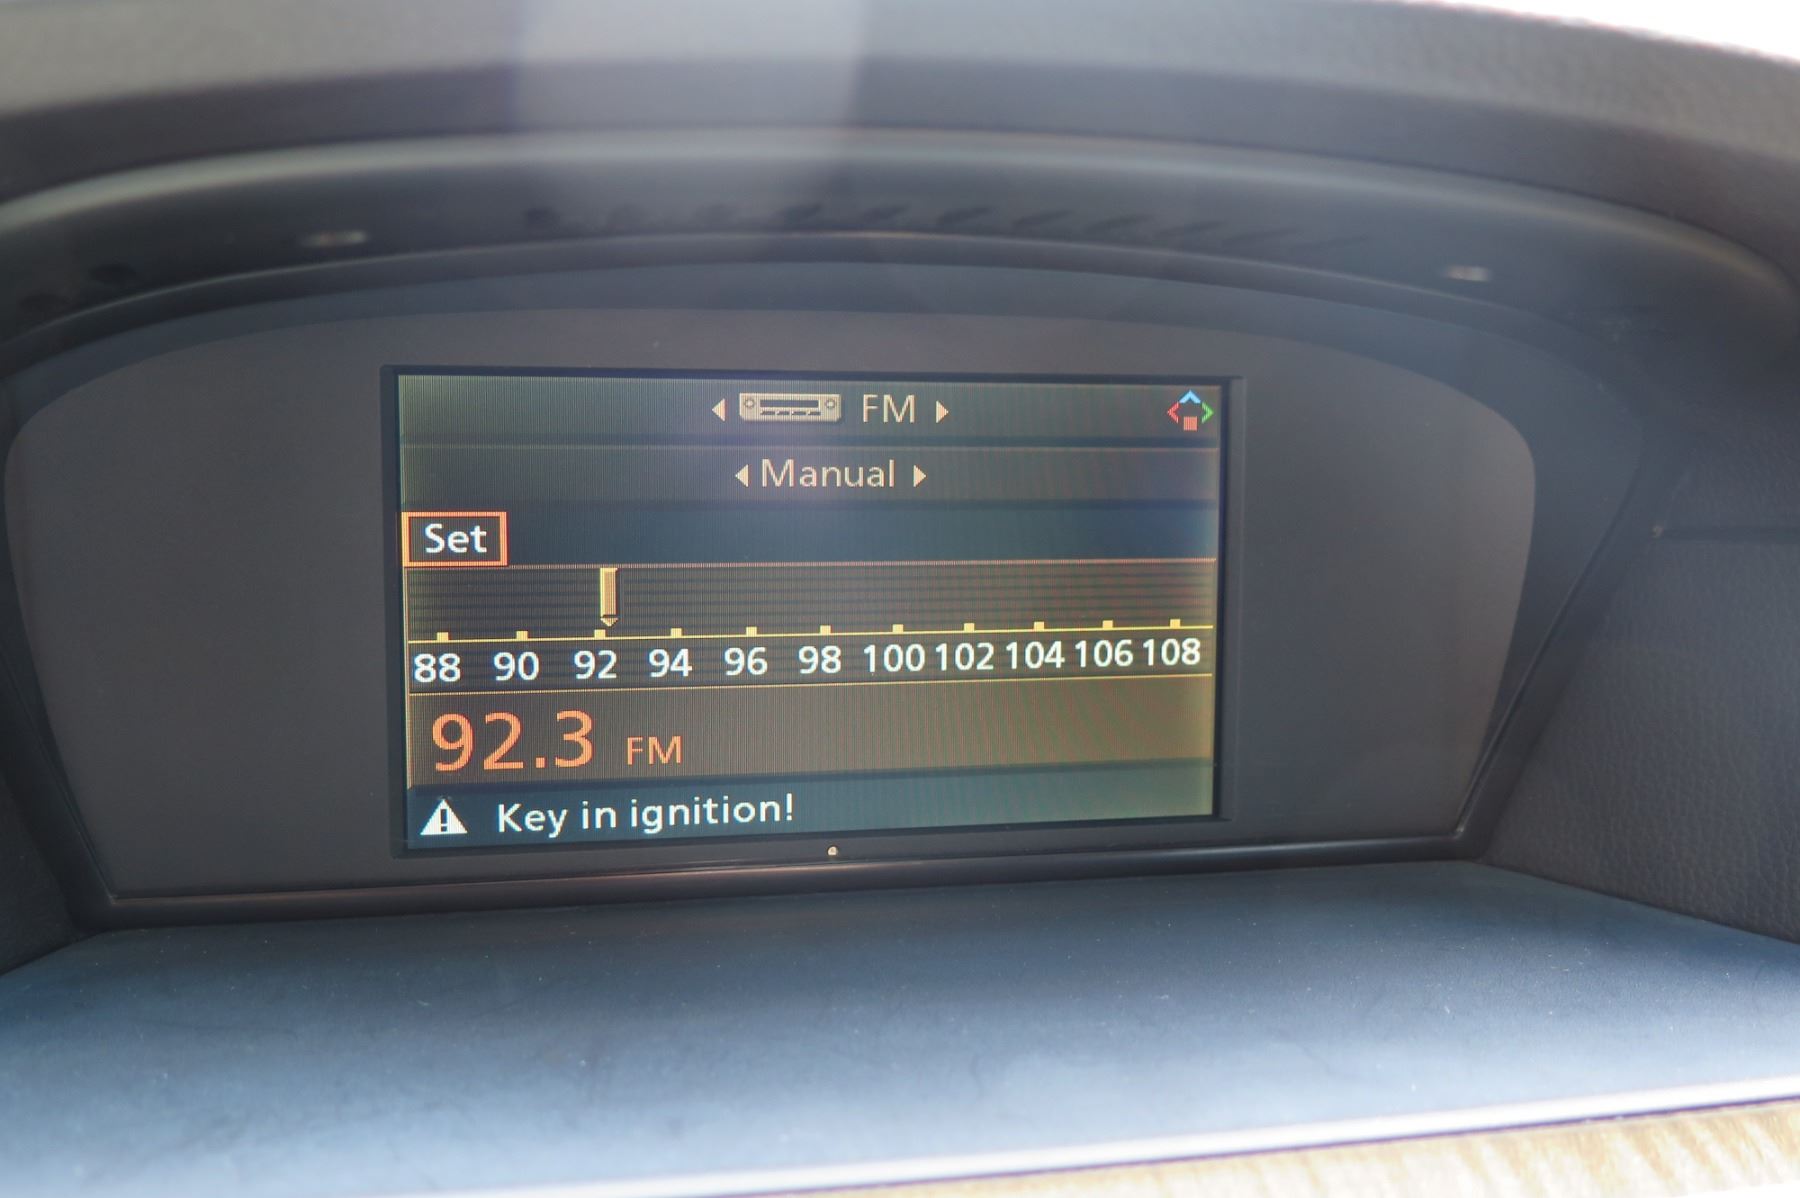 FM
Manual
Set
88 90 92 94 96 98 100 102 104 106 108
92.3 FM
Key in ignition!